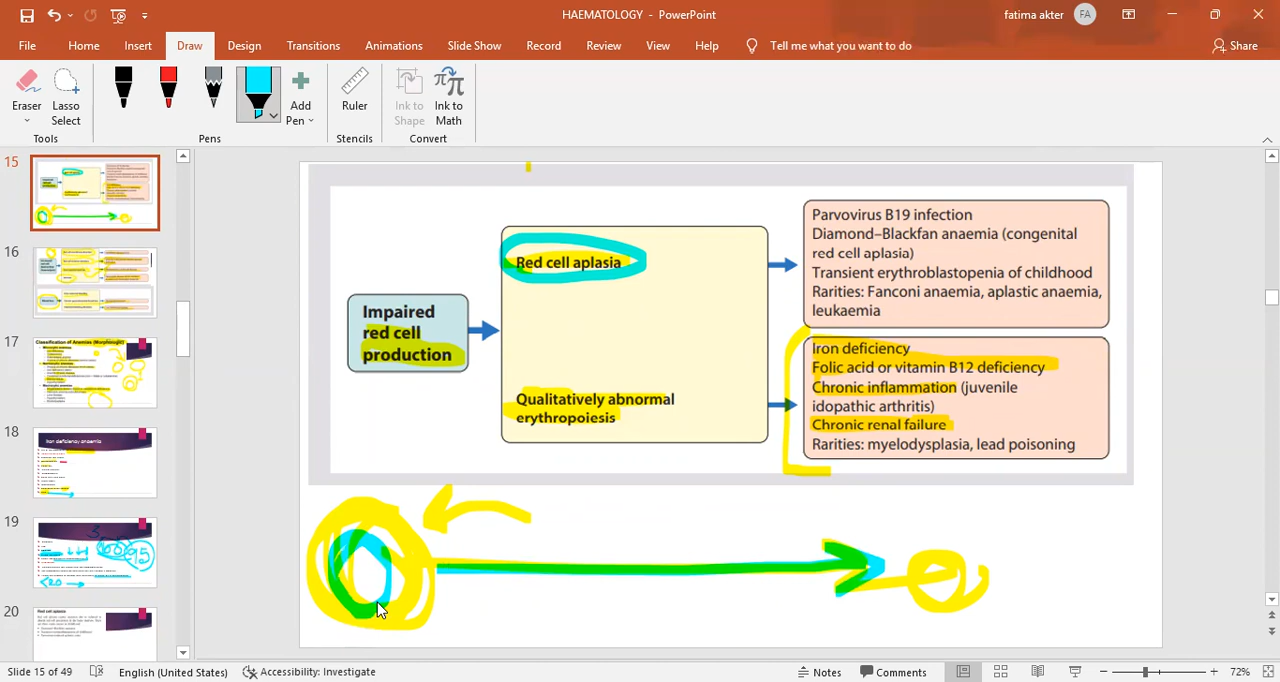 HAEMATOLOGY - PowerPoint
fatima akter
FA
File
Home
Insert
Draw
Design
Transitions
Animations
Slide Show
Record
Review
View
Help
Tell me what you want to do
Share
Eraser
Lasso
Select
Add
Pen
Ruler
Ink to
Shape
Ink to
Math
Tools
Pens
Stencils
Convert
15
16
17
Classification of Anemias (Morphology)
18
Iron deficiency anaemia
19
20
Red cell aplasia
Impaired
red cell
production
Red cell aplasia
Qualitatively abnormal
erythropoiesis
Parvovirus B19 infection
Diamond–Blackfan anaemia (congenital
red cell aplasia)
Transient erythroblastopenia of childhood
Rarities: Fanconi anaemia, aplastic anaemia,
leukaemia
Iron deficiency
Folic acid or vitamin B12 deficiency
Chronic inflammation (juvenile
idopathic arthritis)
Chronic renal failure
Rarities: myelodysplasia, lead poisoning
Slide 15 of 49
English (United States)
Accessibility: Investigate
Notes
Comments
72%